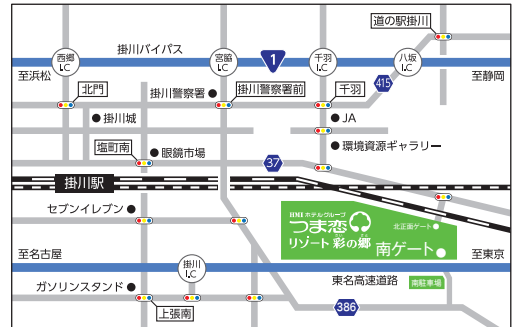 道の駅掛川
西郷
I.C
掛川バイパス
宮脇
I.C
1
千羽
I.C
八坂
I.C
至浜松
415
至静岡
北門
掛川警察署
掛川警察署前
千羽
掛川城
JA
塩町南
眼鏡市場
環境資源ギャラリー
37
掛川駅
セブンイレブン
HMIホテルグループ
つま恋
リゾート 彩の郷
北正面ゲート
南ゲート
至名古屋
掛川
I.C
至東京
東名高速道路
南駐車場
ガソリンスタンド
上張南
386